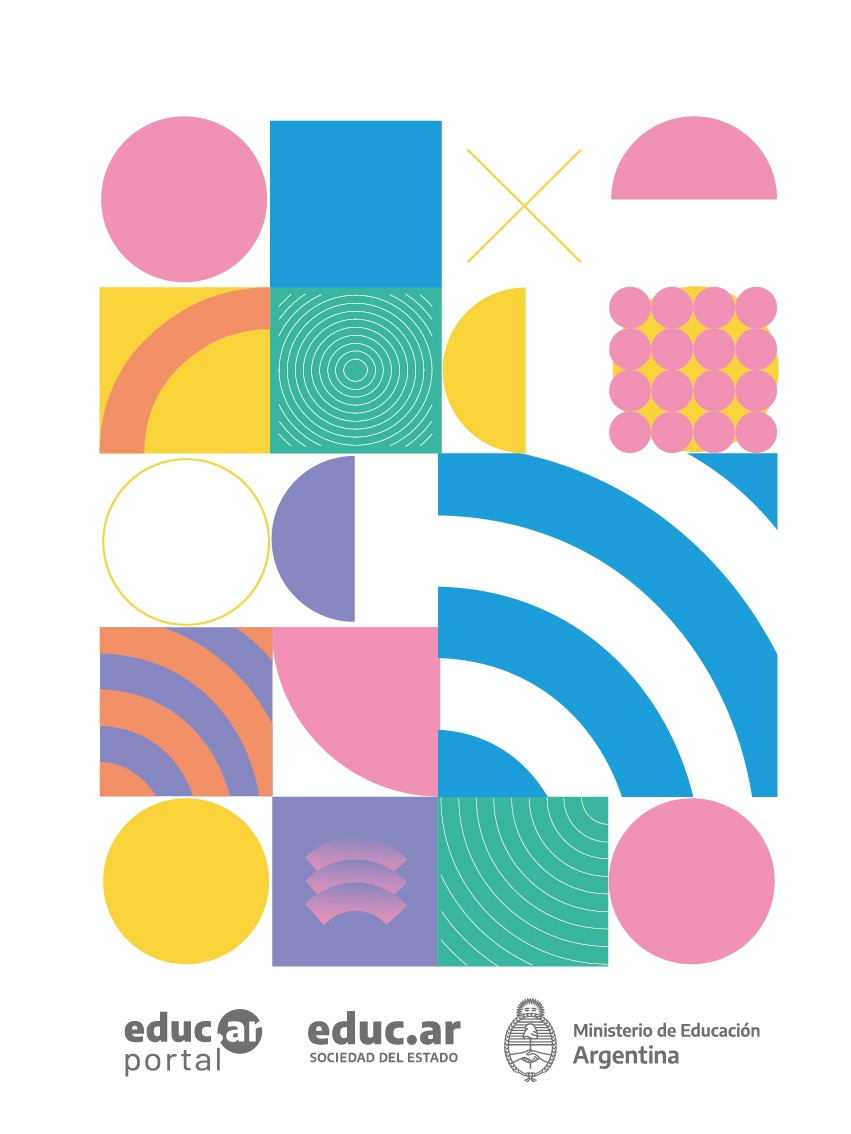 educ.ar
portal
educ.ar
SOCIEDAD DEL ESTADO
Ministerio de Educación
Argentina